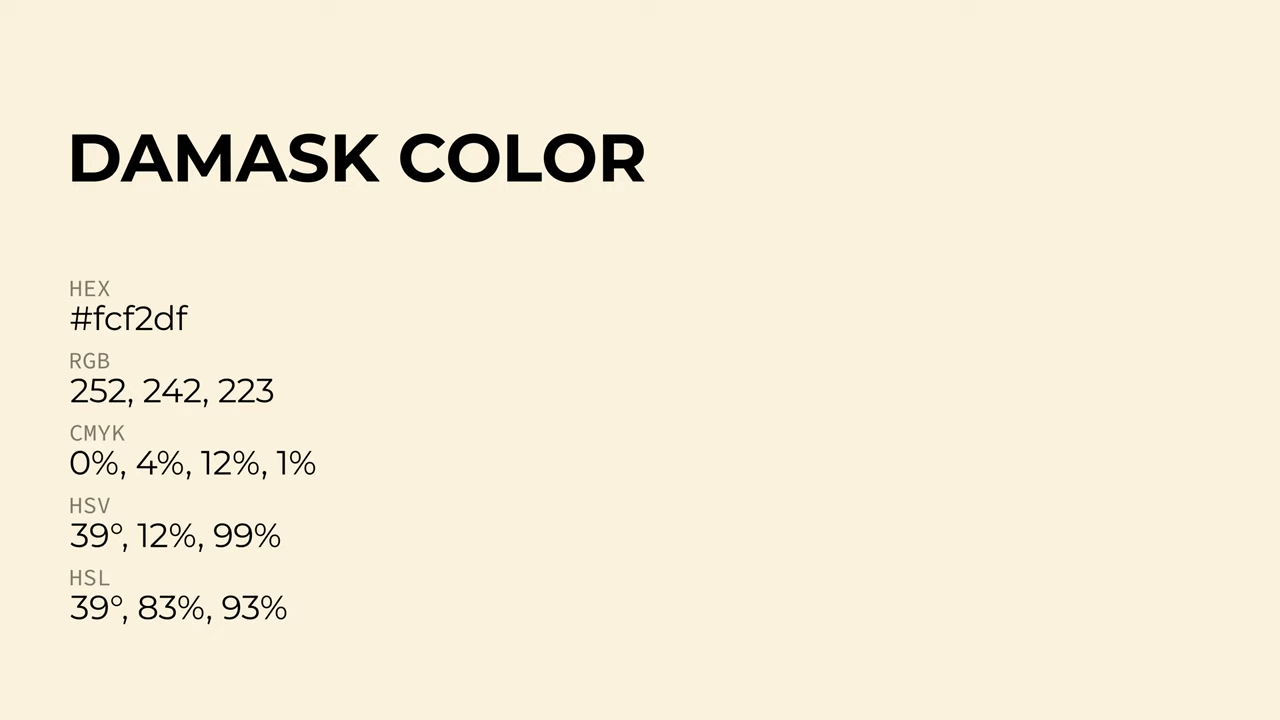 DAMASK COLOR
HEX
#fcf2df
RGB
252, 242, 223
CMYK
0%, 4%, 12%, 1%
HSV
39°, 12%, 99%
HSL
39°, 83%, 93%